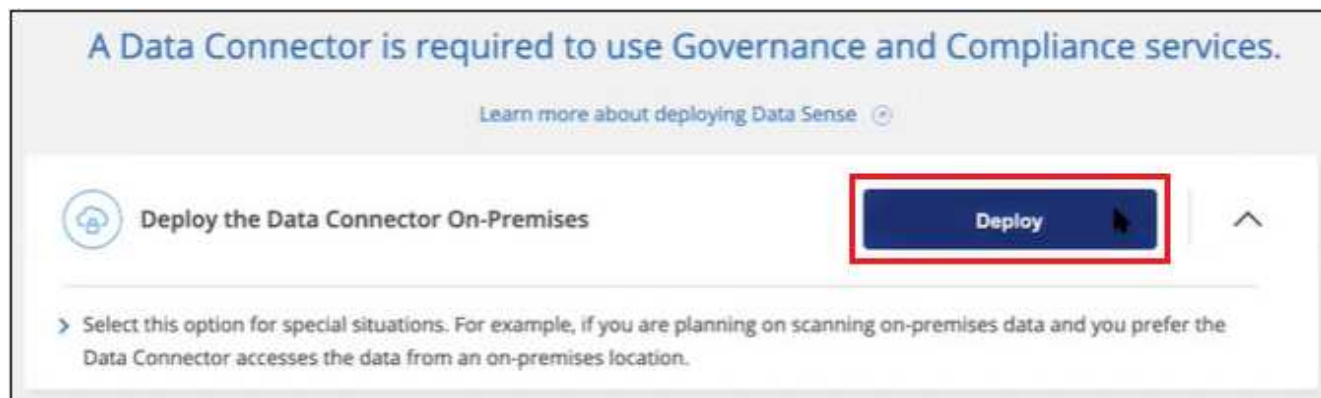 A Data Connector is required to use Governance and Compliance services.
Learn more about deploying Data Sense
Deploy the Data Connector On-Premises
Deploy
Select this option for special situations. For example, if you are planning on scanning on-premises data and you prefer the
Data Connector accesses the data from an on-premises location.